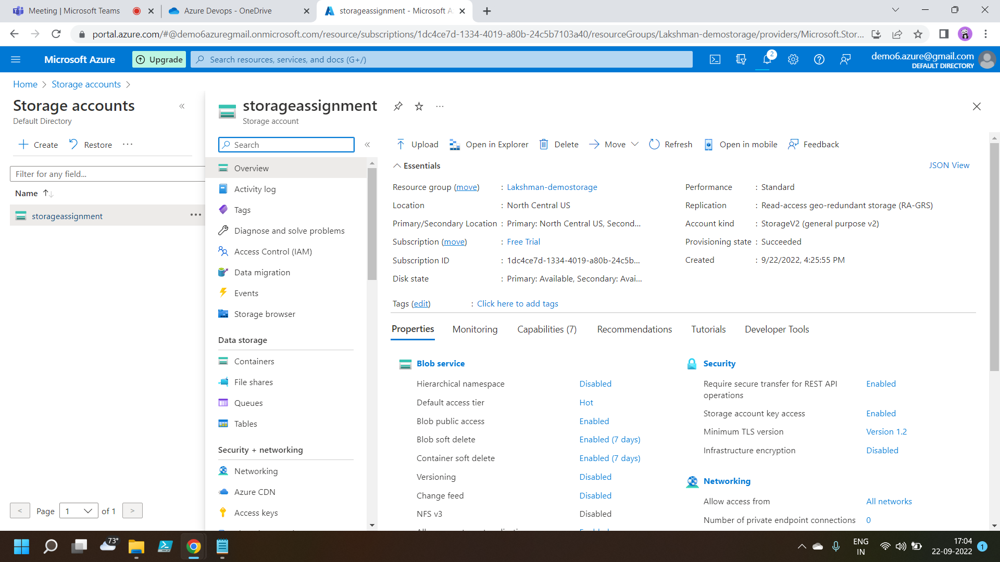 Meeting | Microsoft Teams
Azure Devops - OneDrive
storageassignment - Microsoft A
portal.azure.com/#@demo6azuregmail.onmicrosoft.com/resource/subscriptions/1dc4ce7d-1334-4019-a80b-24c5b7103a40/resourceGroups/Lakshman-demostorage/providers/Microsoft.Stor...
Microsoft Azure
Upgrade
Search resources, services, and docs (G+/)
2
demo6.azure@gmail.com
DEFAULT DIRECTORY
Home > Storage accounts >
Storage accounts
Default Directory
Create
Restore
Filter for any field...
Name
storageassignment
< Page 1 of 1 >
storageassignment
Storage account
Search
Overview
Activity log
Tags
Diagnose and solve problems
Access Control (IAM)
Data migration
Events
Storage browser
Data storage
Containers
File shares
Queues
Tables
Security + networking
Networking
Azure CDN
Access keys
Upload
Open in Explorer
Delete
Move
Refresh
Open in mobile
Feedback
Essentials
JSON View
Resource group (move) : Lakshman-demostorage
Location : North Central US
Primary/Secondary Location : Primary: North Central US, Second...
Subscription (move) : Free Trial
Subscription ID : 1dc4ce7d-1334-4019-a80b-24c5b...
Disk state : Primary: Available, Secondary: Avai...
Performance : Standard
Replication : Read-access geo-redundant storage (RA-GRS)
Account kind : StorageV2 (general purpose v2)
Provisioning state : Succeeded
Created : 9/22/2022, 4:25:55 PM
Tags (edit) : Click here to add tags
Properties
Monitoring
Capabilities (7)
Recommendations
Tutorials
Developer Tools
Blob service
Hierarchical namespace Disabled
Default access tier Hot
Blob public access Enabled
Blob soft delete Enabled (7 days)
Container soft delete Enabled (7 days)
Versioning Disabled
Change feed Disabled
NFS v3 Disabled
Security
Require secure transfer for REST API Enabled
operations
Storage account key access Enabled
Minimum TLS version Version 1.2
Infrastructure encryption Disabled
Networking
Allow access from All networks
Number of private endpoint connections 0
73°
ENG
IN
17:04
22-09-2022
1